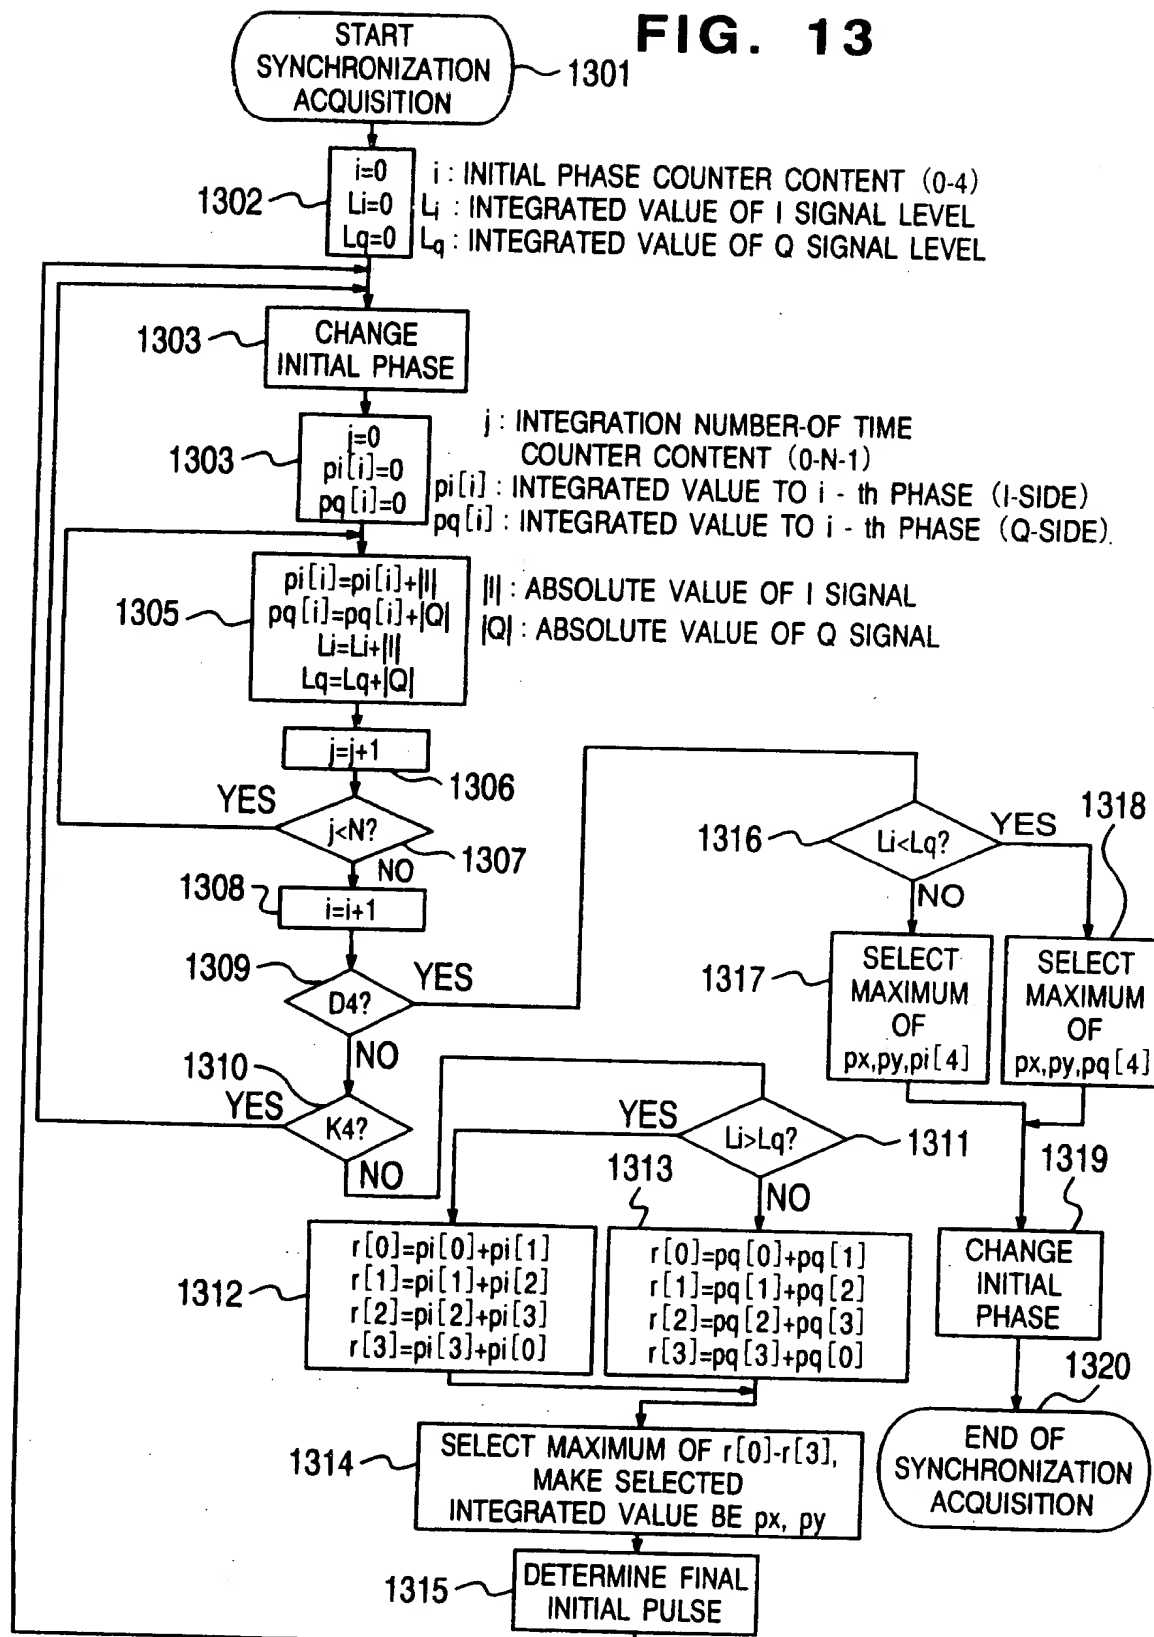 FIG. 13
START
SYNCHRONIZATION
ACQUISITION
1301
1302
i=0
Li=0
Lq=0
i : INITIAL PHASE COUNTER CONTENT (0-4)
Li : INTEGRATED VALUE OF I SIGNAL LEVEL
Lq : INTEGRATED VALUE OF Q SIGNAL LEVEL
1303
CHANGE
INITIAL PHASE
1303
j=0
pi[i]=0
pq[i]=0
j : INTEGRATION NUMBER-OF TIME
COUNTER CONTENT (0-N-1)
pi[i] : INTEGRATED VALUE TO i - th PHASE (I-SIDE)
pq[i] : INTEGRATED VALUE TO i - th PHASE (Q-SIDE).
1305
pi[i]=pi[i]+|I|
pq[i]=pq[i]+|Q|
Li=Li+|I|
Lq=Lq+|Q|
|I| : ABSOLUTE VALUE OF I SIGNAL
|Q| : ABSOLUTE VALUE OF Q SIGNAL
j=j+1
1306
YES
j<N?
1307
NO
1308
i=i+1
1309
D4?
YES
NO
1310
YES
K4?
NO
1316
Li<Lq?
YES
1318
NO
1317
SELECT
MAXIMUM
OF
px,py,pi[4]
SELECT
MAXIMUM
OF
px,py,pq[4]
YES
Li>Lq?
1311
NO
1313
1312
r[0]=pi[0]+pi[1]
r[1]=pi[1]+pi[2]
r[2]=pi[2]+pi[3]
r[3]=pi[3]+pi[0]
r[0]=pq[0]+pq[1]
r[1]=pq[1]+pq[2]
r[2]=pq[2]+pq[3]
r[3]=pq[3]+pq[0]
1319
CHANGE
INITIAL
PHASE
1320
END OF
SYNCHRONIZATION
ACQUISITION
1314
SELECT MAXIMUM OF r[0]-r[3],
MAKE SELECTED
INTEGRATED VALUE BE px, py
1315
DETERMINE FINAL
INITIAL PULSE